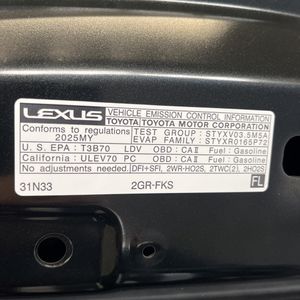 LEXUS VEHICLE EMISSION CONTROL INFORMATION
TOYOTA TOYOTA MOTOR CORPORATION
Conforms to regulations TEST GROUP : STYXV03.5M5A
2025MY EVAP FAMILY : STYXR0165P72
U. S. EPA : T3B70 LDV OBD : CA II Fuel : Gasoline
California : ULEV70 PC OBD : CA II Fuel : Gasoline
No adjustments needed. DFI+SFI, 2WR-HO2S, 2TWC(2), 2HO2S
31N33 2GR-FKS FL